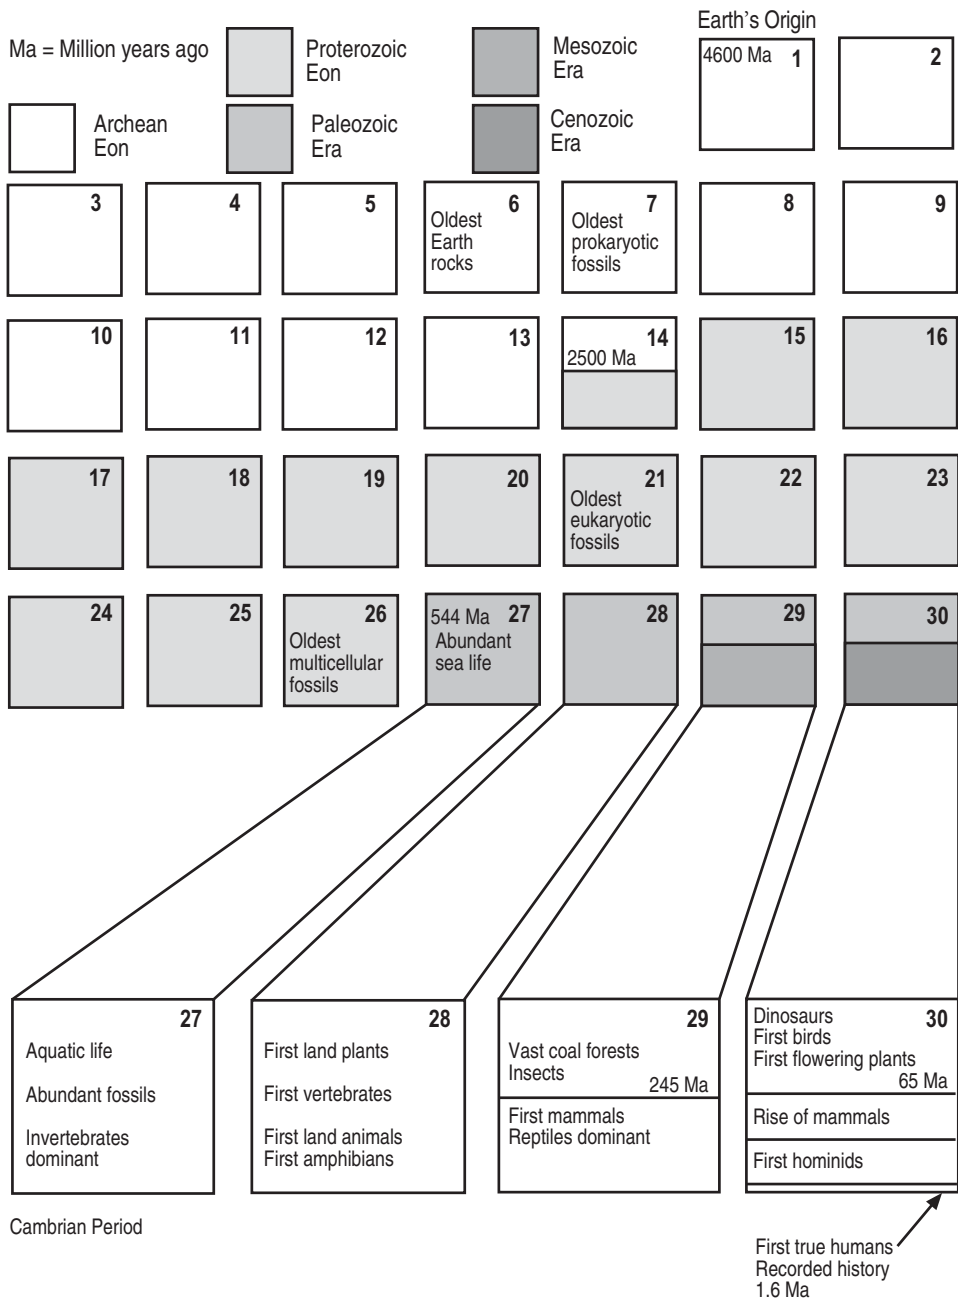 Earth's Origin
Ma = Million years ago
Proterozoic
Eon
Mesozoic
Era
Archean
Eon
Paleozoic
Era
Cenozoic
Era
4600 Ma 1
2
3
4
5
6
Oldest
Earth
rocks
7
Oldest
prokaryotic
fossils
8
9
10
11
12
13
14
2500 Ma
15
16
17
18
19
20
21
Oldest
eukaryotic
fossils
22
23
24
25
26
Oldest
multicellular
fossils
544 Ma 27
Abundant
sea life
28
29
30
27
Aquatic life
Abundant fossils
Invertebrates
dominant
28
First land plants
First vertebrates
First land animals
First amphibians
29
Vast coal forests
Insects
245 Ma
First mammals
Reptiles dominant
Dinosaurs
30
First birds
First flowering plants
65 Ma
Rise of mammals
First hominids
Cambrian Period
First true humans
Recorded history
1.6 Ma